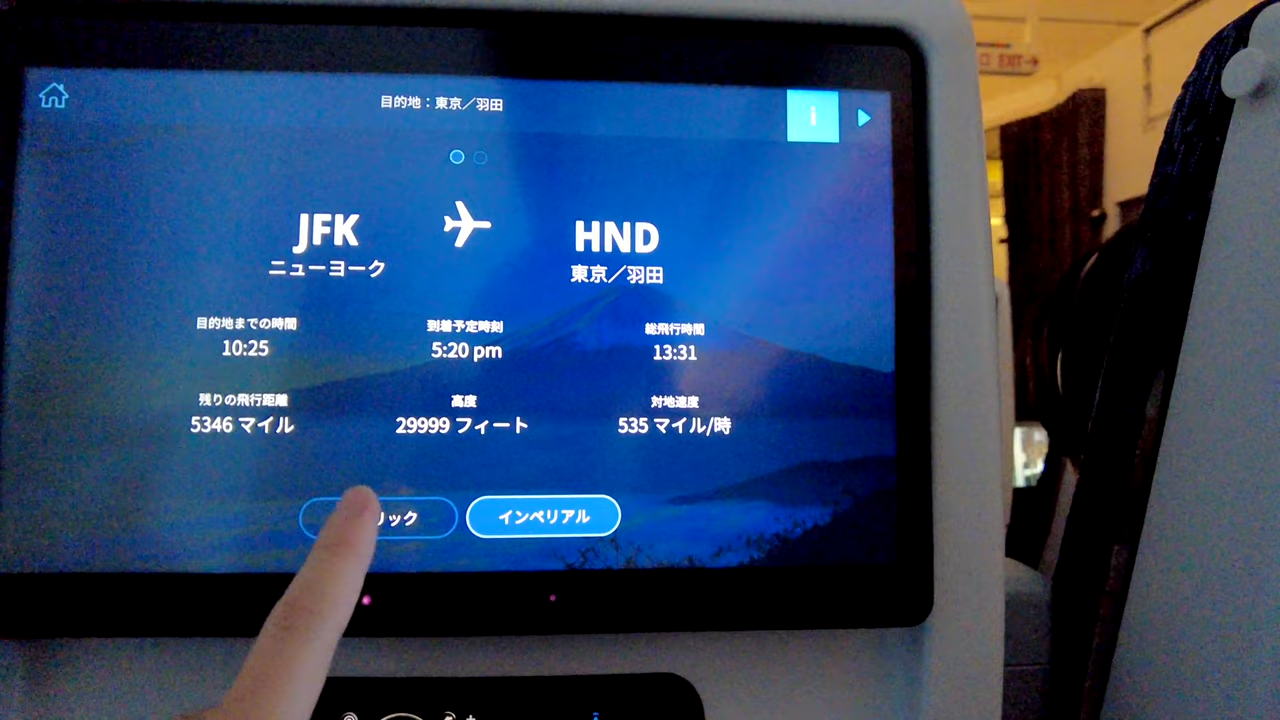 目的地：東京／羽田
i
EXIT→
JFK
HND
ニューヨーク
東京／羽田
目的地までの時間
到着予定時刻
総飛行時間
10:25
5:20 pm
13:31
残りの飛行距離
高度
対地速度
5346 マイル
29999 フィート
535 マイル/時
リック
インペリアル